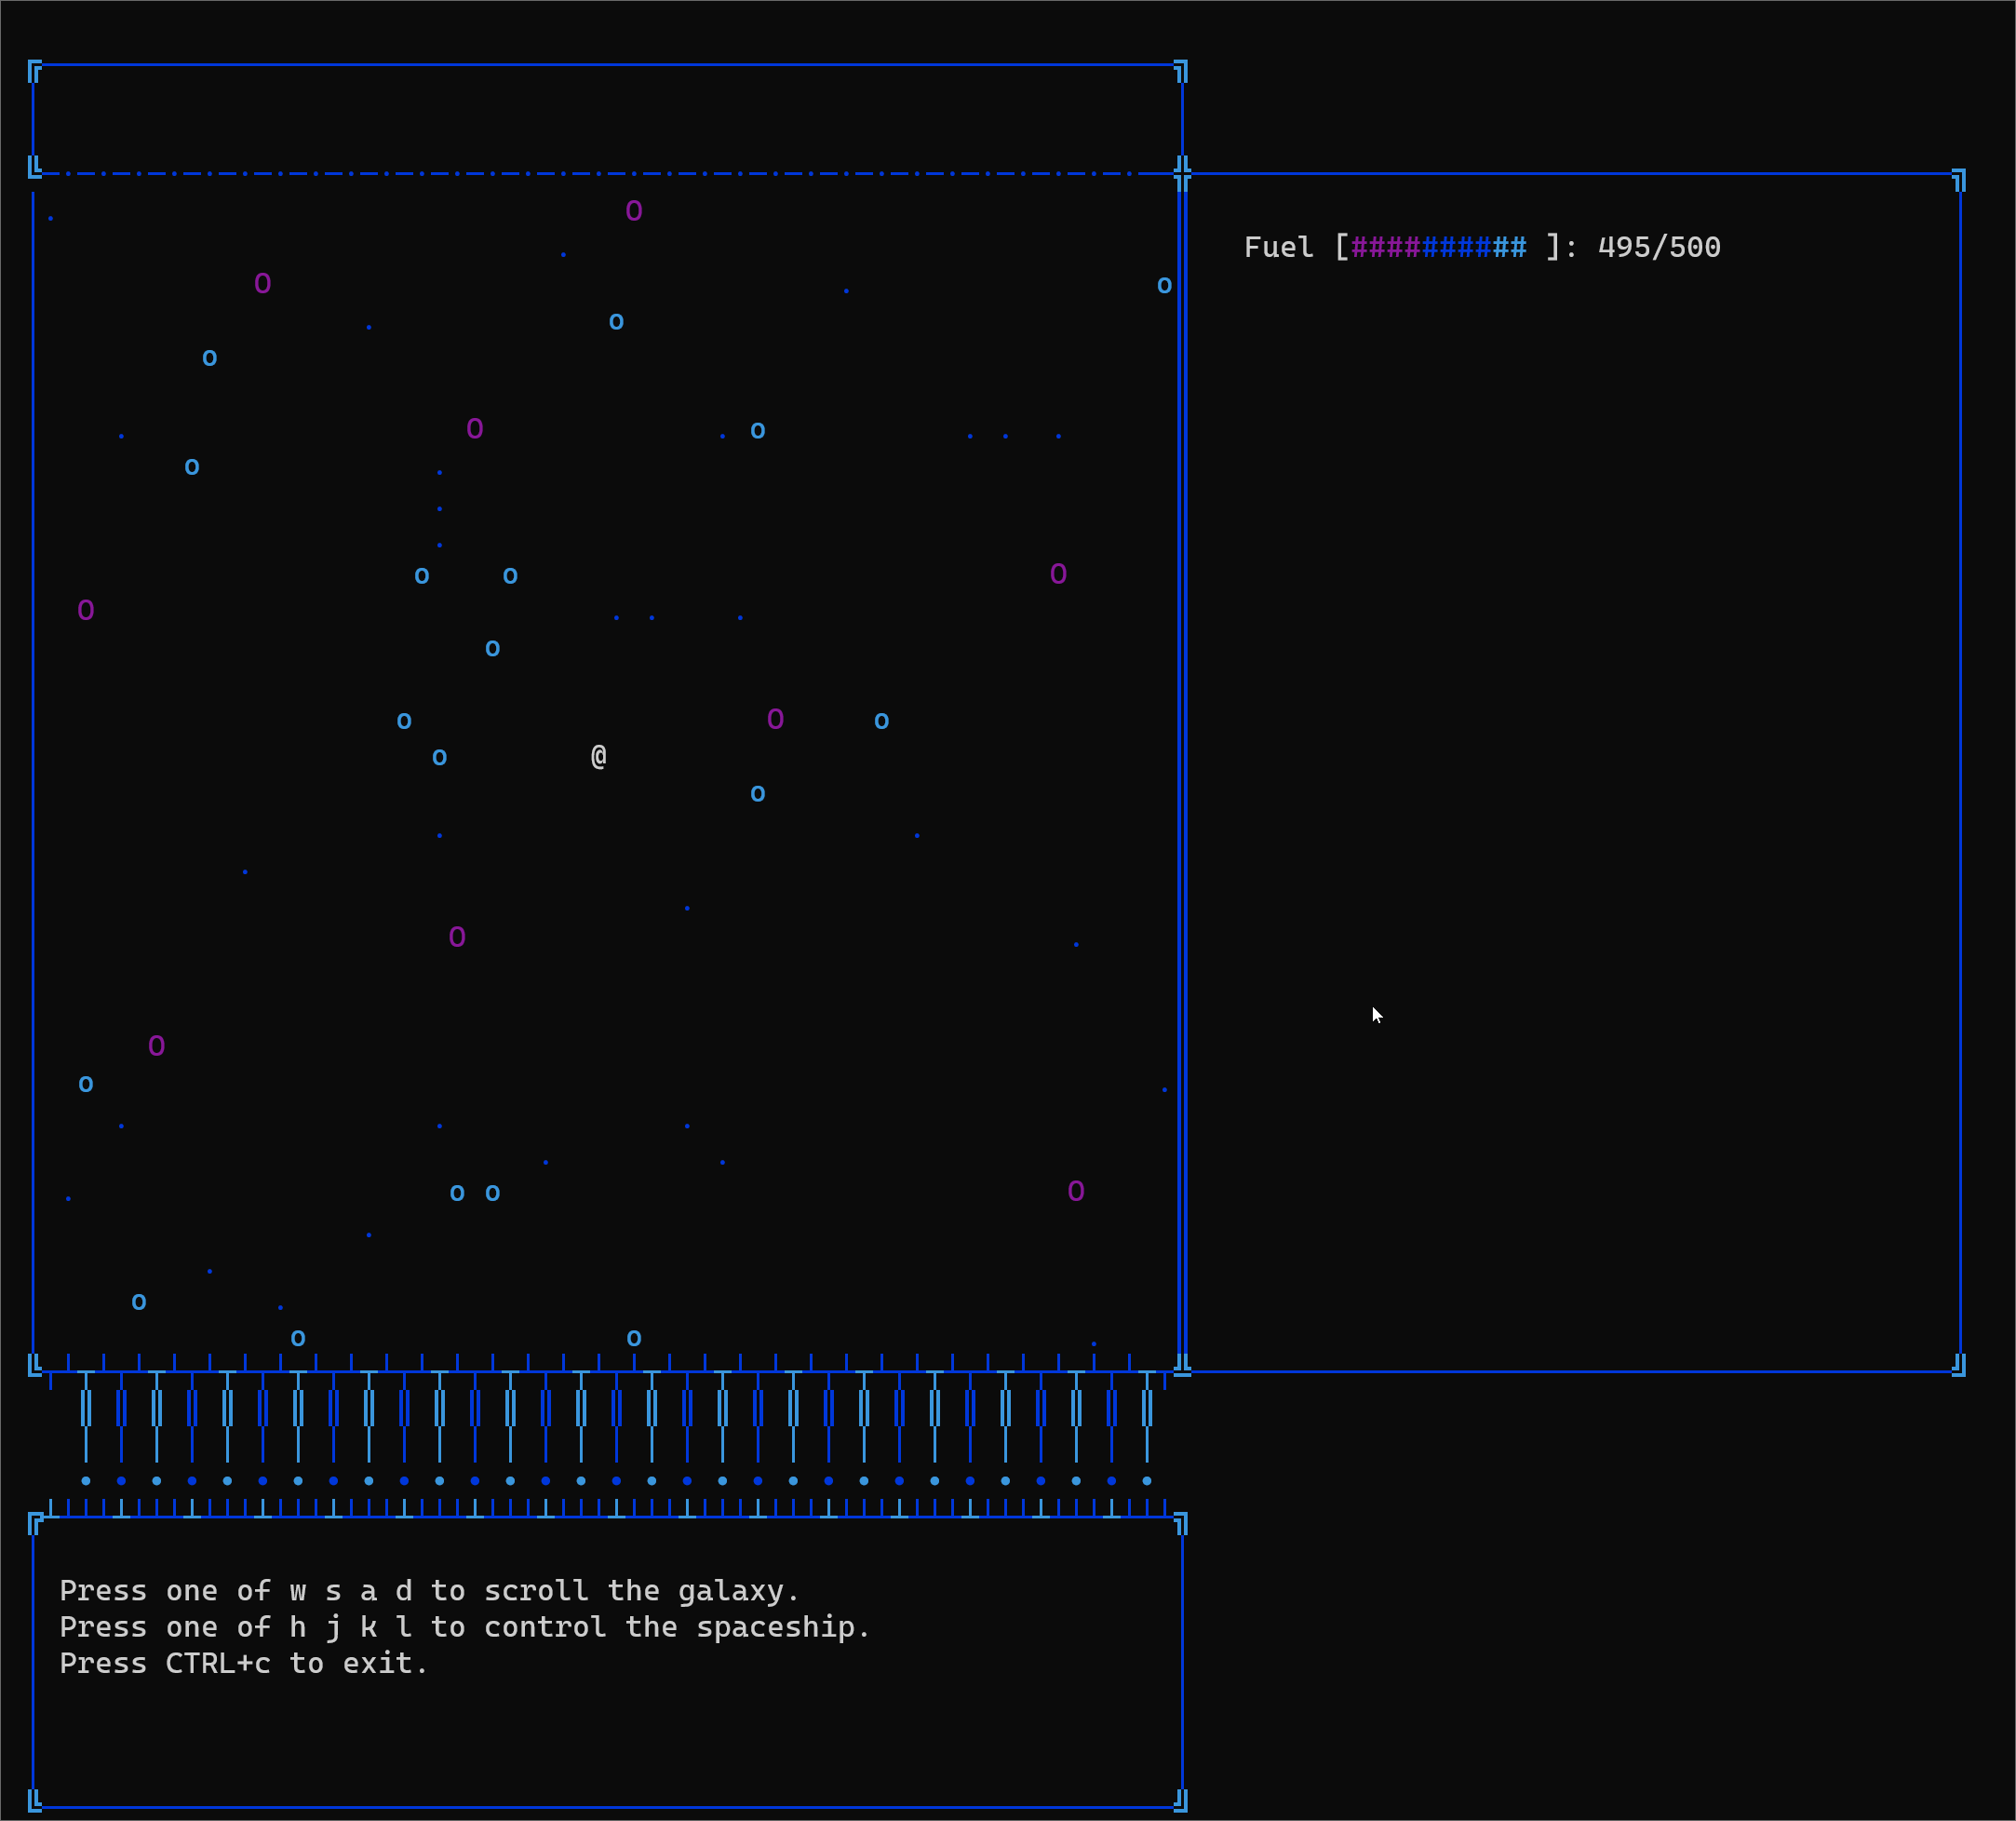 Fuel [########## ]: 495/500
@
Press one of w s a d to scroll the galaxy.
Press one of h j k l to control the spaceship.
Press CTRL+c to exit.